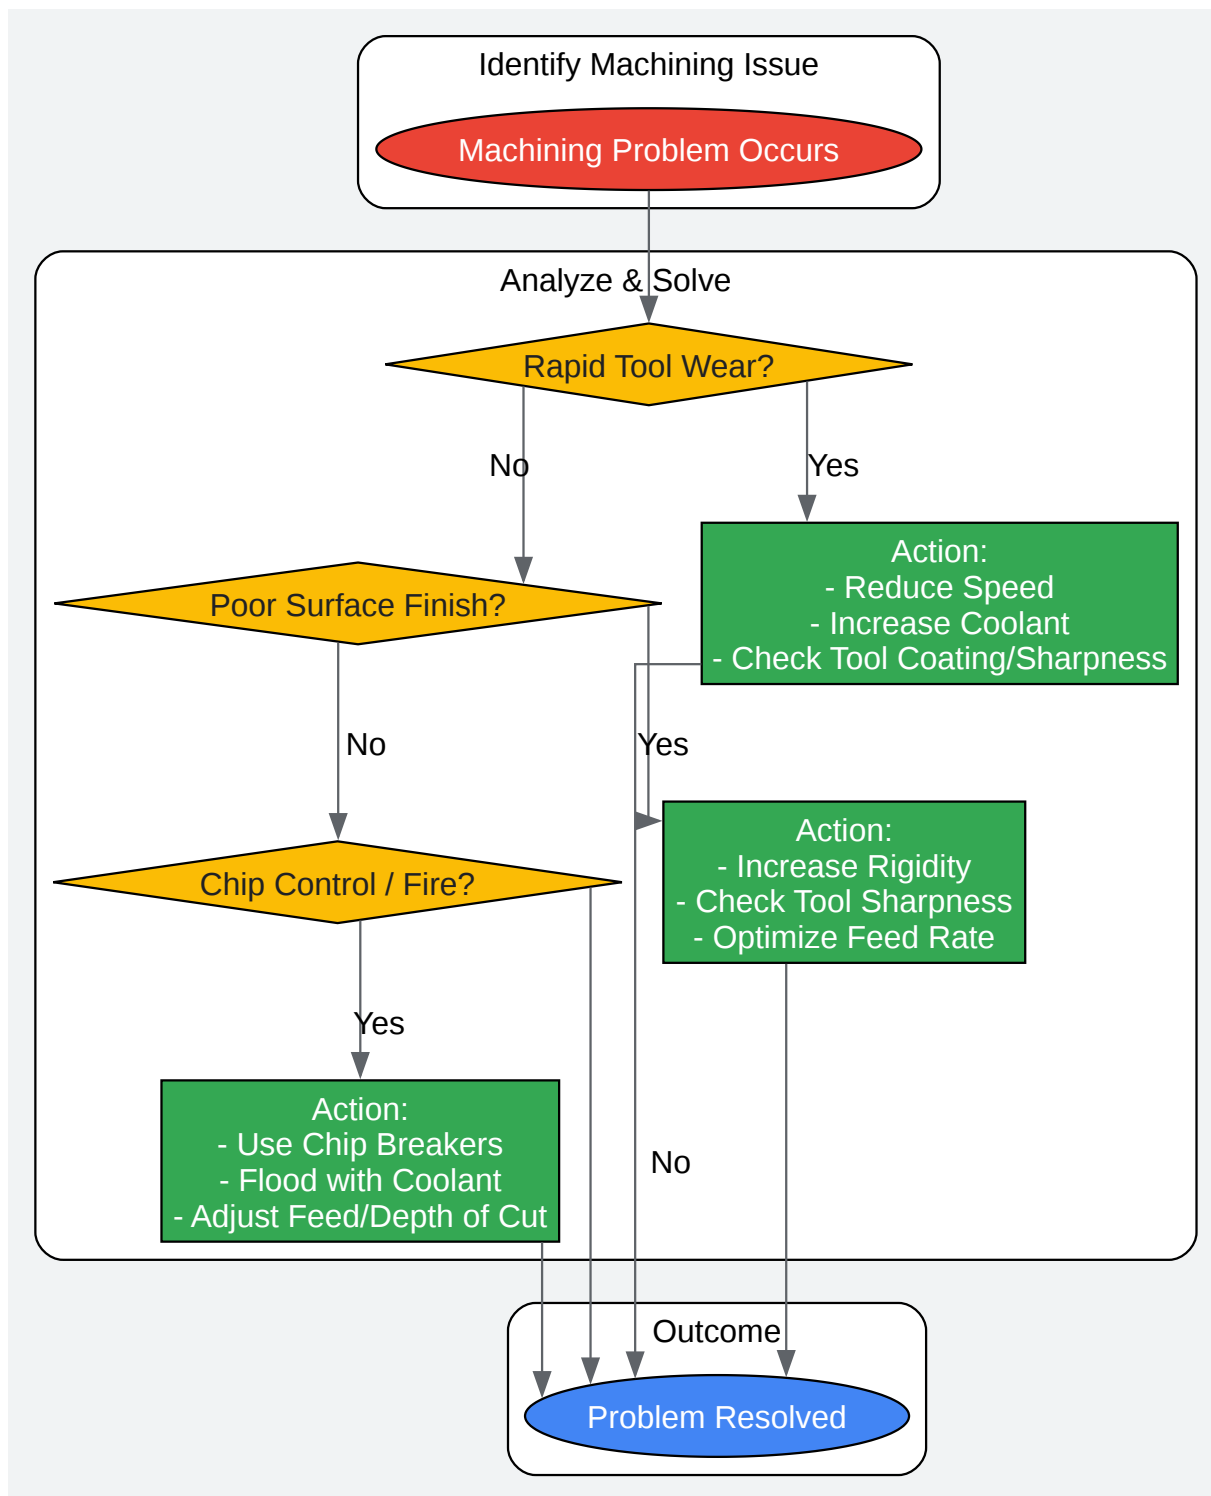 Identify Machining Issue
Machining Problem Occurs
Analyze & Solve
Rapid Tool Wear?
No
Yes
Action:
- Reduce Speed
- Increase Coolant
- Check Tool Coating/Sharpness
Poor Surface Finish?
No
Yes
Action:
- Increase Rigidity
- Check Tool Sharpness
- Optimize Feed Rate
Chip Control / Fire?
Yes
Action:
- Use Chip Breakers
- Flood with Coolant
- Adjust Feed/Depth of Cut
No
Outcome
Problem Resolved